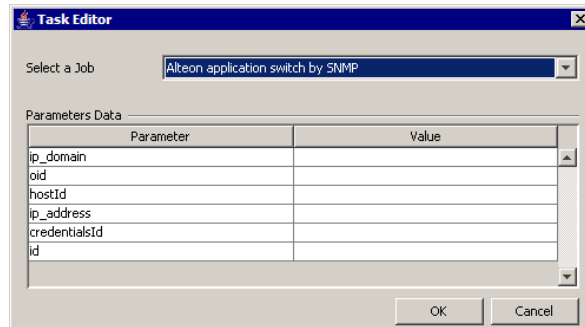 Task Editor
Select a Job
Alteon application switch by SNMP
Parameters Data
Parameter Value
ip_domain
oid
hostId
ip_address
credentialsId
id
OK Cancel